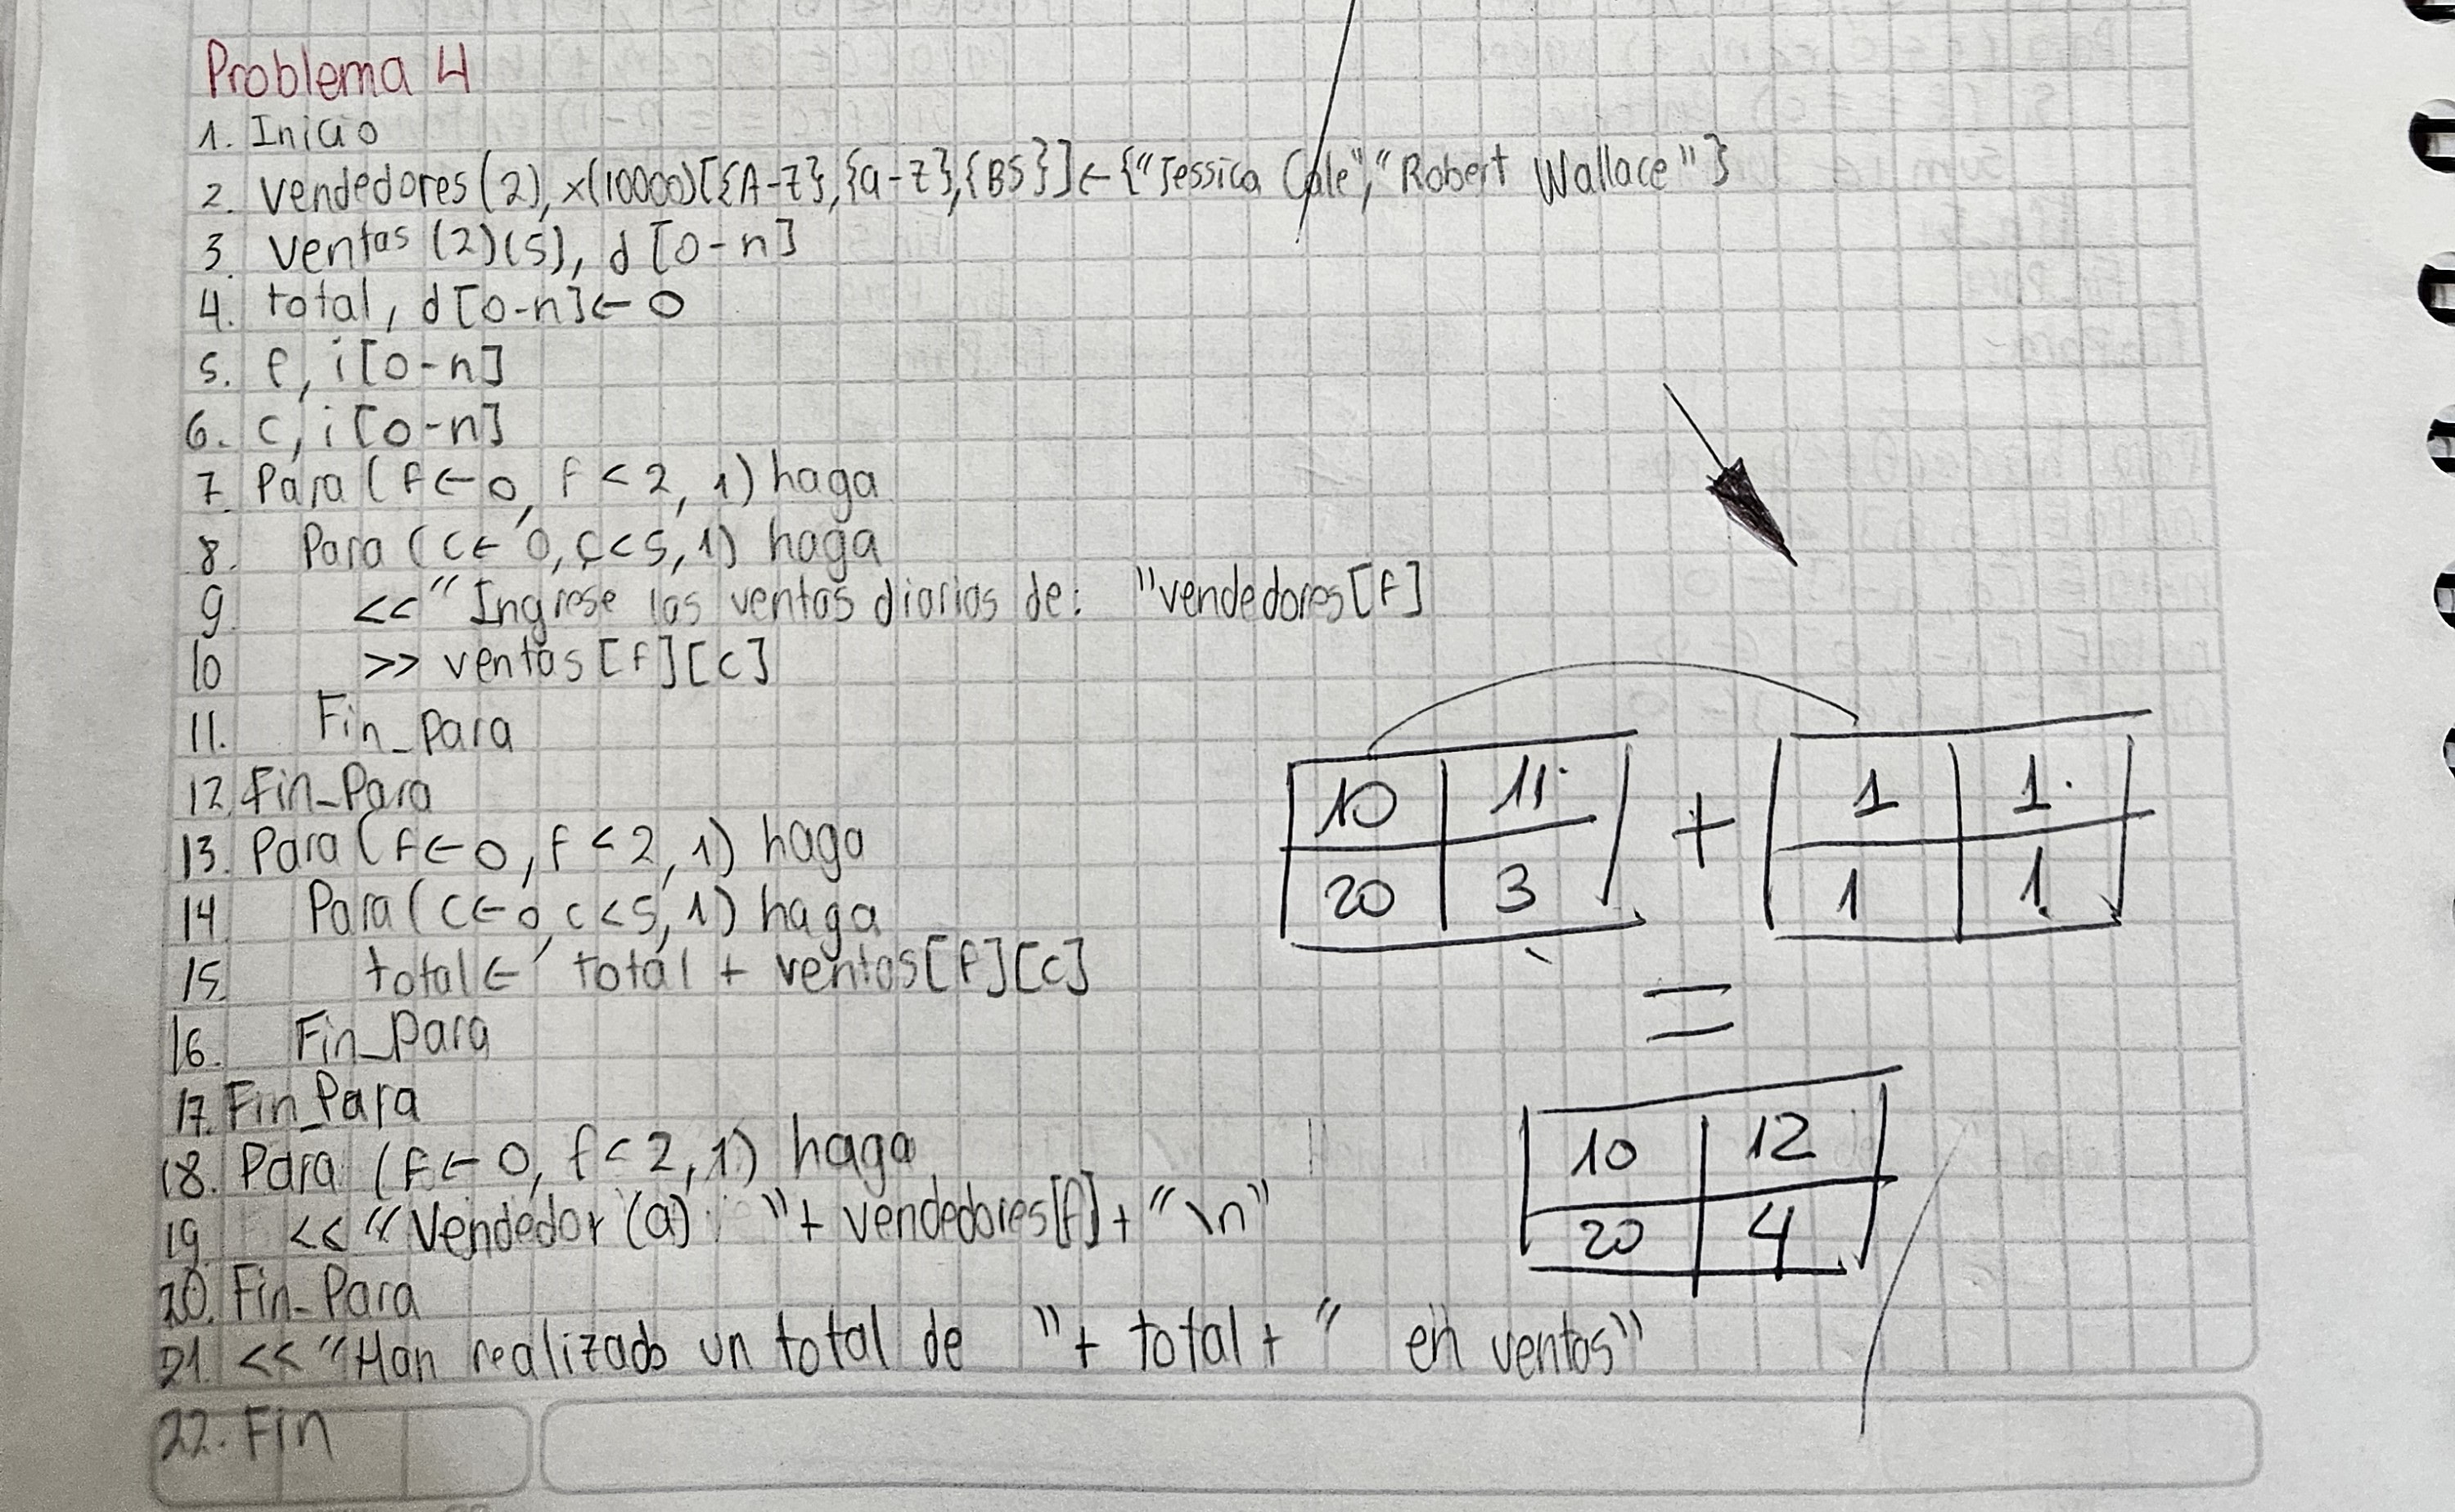 Problema 4
1. Inicio
2. vendedores (2), x(10000)[{A-Z},{a-z},{BS}]← {"Jessica Cale","Robert Wallace"}
3. ventas (2)(5), d [0-n]
4. total, d[0-n]← 0
5. f, i[0-n]
6. c, i[0-n]
7. Para (f←0, f<2, 1) haga
8. Para (c← 0, c<5, 1) haga
9 << "Ingrese las ventas diarias de: "vendedores[f]
10 >> ventas[f][c]
11. Fin_Para
12. Fin_Para
13. Para (f←0, f<2, 1) haga
14 Para (c←0, c<5, 1) haga
15. total← total + ventas[f][c]
16. Fin_Para
17. Fin_Para
18. Para (f←0, f<2, 1) haga
19 << "Vendedor (a) "+ vendedores[f]+ "\n"
20. Fin_Para
21. << "Han realizado un total de "+ total + " en ventas"
22. Fin
10 11 + 1 1
20 3 1 1
=
10 12
20 4